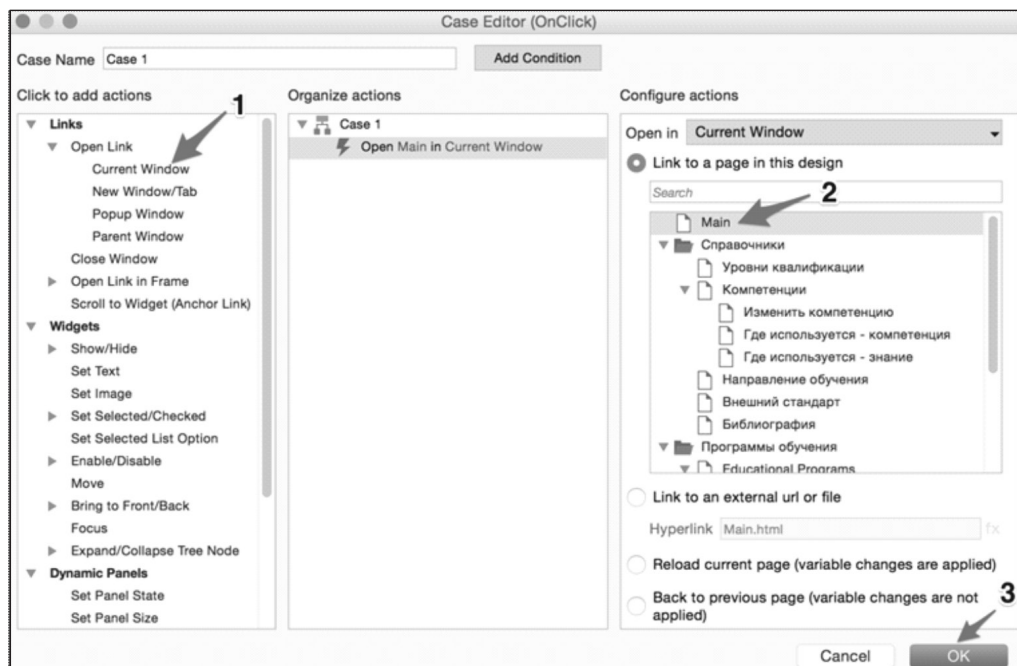 Case Editor (OnClick)
Case Name Case 1 Add Condition
Click to add actions
1
Links
Open Link
Current Window
New Window/Tab
Popup Window
Parent Window
Close Window
Open Link in Frame
Scroll to Widget (Anchor Link)
Widgets
Show/Hide
Set Text
Set Image
Set Selected/Checked
Set Selected List Option
Enable/Disable
Move
Bring to Front/Back
Focus
Expand/Collapse Tree Node
Dynamic Panels
Set Panel State
Set Panel Size
Organize actions
Case 1
Open Main in Current Window
Configure actions
Open in Current Window
Link to a page in this design
Search
2
Main
Справочники
Уровни квалификации
Компетенции
Изменить компетенцию
Где используется - компетенция
Где используется - знание
Направление обучения
Внешний стандарт
Библиография
Программы обучения
Educational Programs
Link to an external url or file
Hyperlink Main.html fx
Reload current page (variable changes are applied)
Back to previous page (variable changes are not
applied)
3
Cancel OK